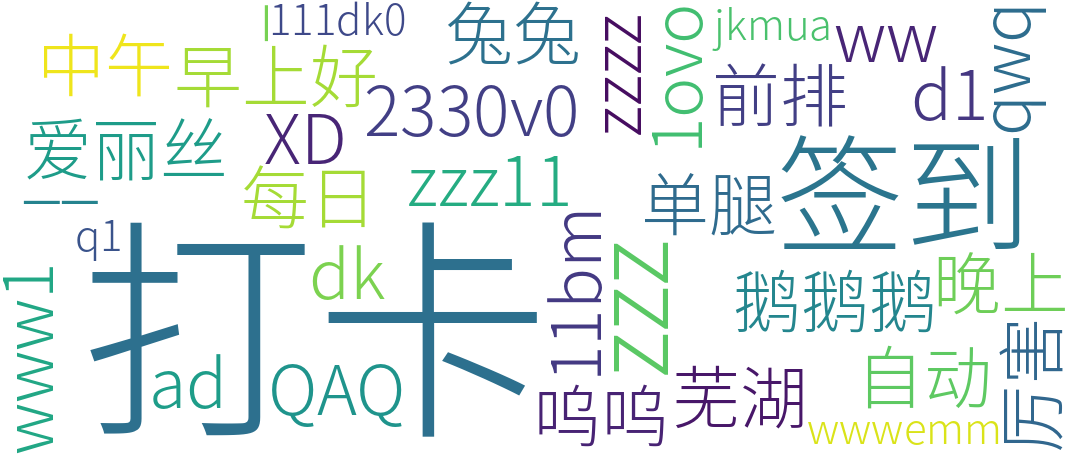 l111dk0
兔兔
zzzz
1ovo
jkmua
ww
qwq
中午
早上好
2330v0
前排
d1
爱丽丝
XD
签到
每日
zzz11
单腿
一一
q1
打卡
dk
11bm
zzz
鹅鹅鹅
晚上
www1
ad
QAQ
呜呜
芜湖
自动
厉害
wwwemm